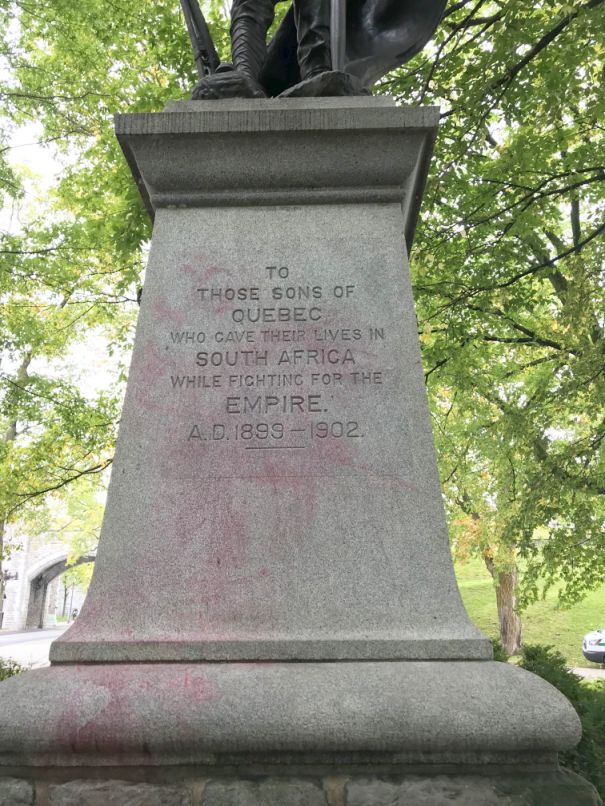 TO
THOSE SONS OF
QUEBEC
WHO GAVE THEIR LIVES IN
SOUTH AFRICA
WHILE FIGHTING FOR THE
EMPIRE.
A.D. 1899 — 1902.